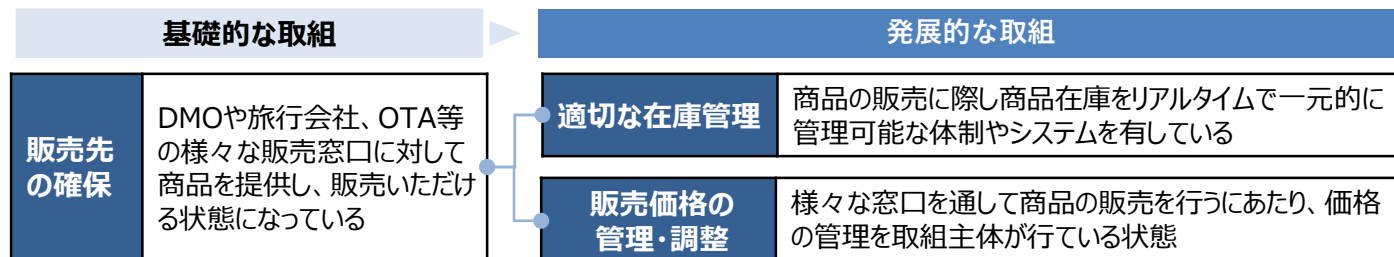 基礎的な取組
発展的な取組
販売先
の確保
DMOや旅行会社、OTA等
の様々な販売窓口に対して
商品を提供し、販売いただけ
る状態になっている
適切な在庫管理
商品の販売に際し商品在庫をリアルタイムで一元的に
管理可能な体制やシステムを有している
販売価格の
管理・調整
様々な窓口を通して商品の販売を行うにあたり、価格
の管理を取組主体が行ている状態